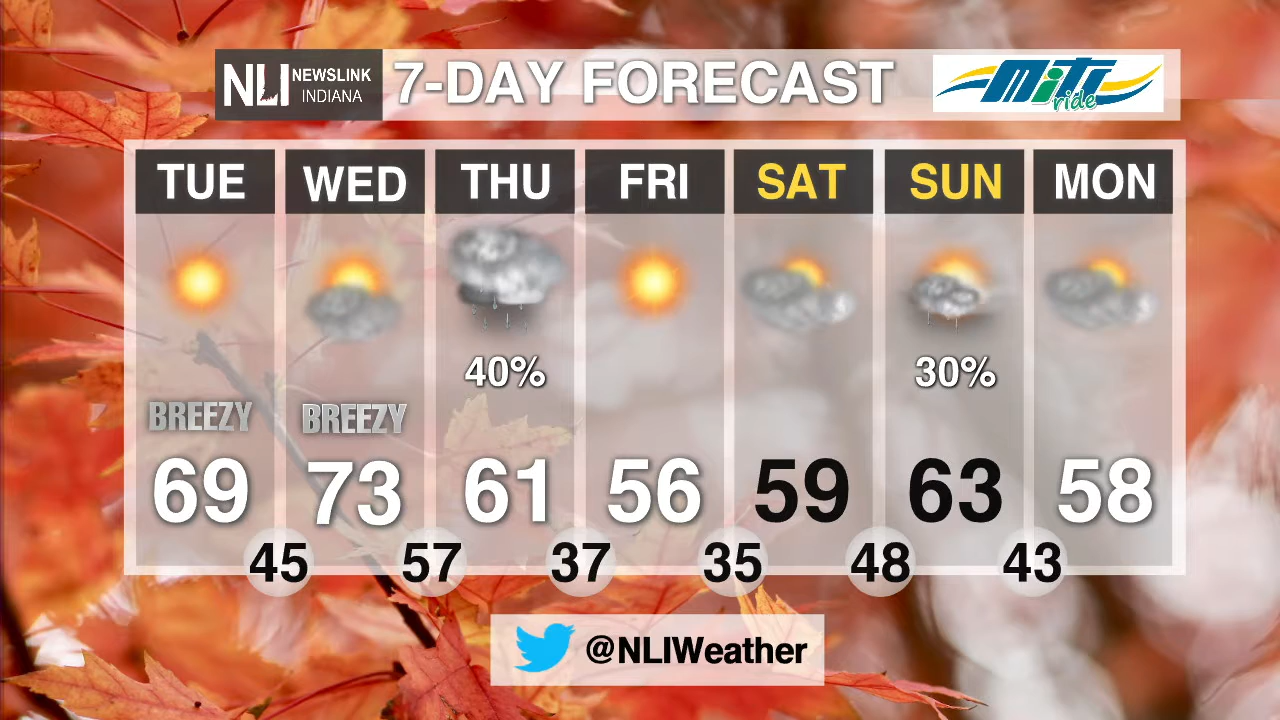 NLI NEWSLINK INDIANA 7-DAY FORECAST MITS ride
TUE WED THU FRI SAT SUN MON
40% 30%
BREEZY BREEZY
69 73 61 56 59 63 58
45 57 37 35 48 43
@NLIWeather